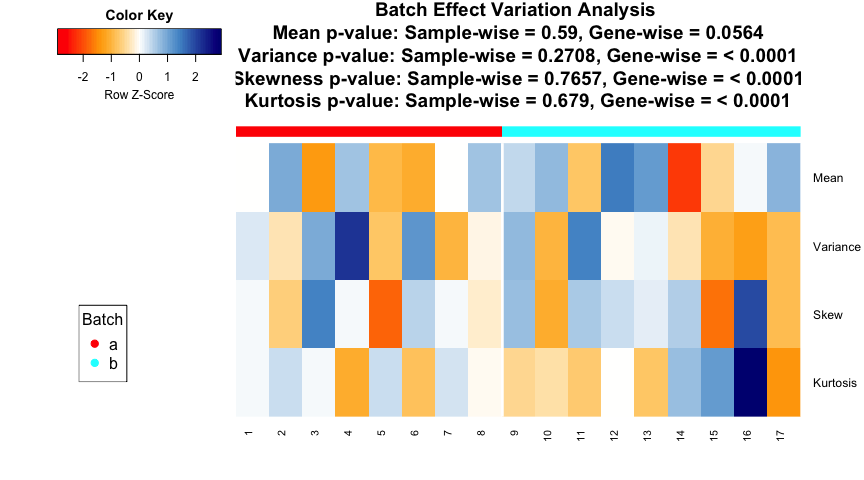 Color Key
-2 -1 0 1 2
Row Z-Score
Batch Effect Variation Analysis
Mean p-value: Sample-wise = 0.59, Gene-wise = 0.0564
Variance p-value: Sample-wise = 0.2708, Gene-wise = < 0.0001
Skewness p-value: Sample-wise = 0.7657, Gene-wise = < 0.0001
Kurtosis p-value: Sample-wise = 0.679, Gene-wise = < 0.0001
Mean
Variance
Skew
Kurtosis
Batch
a
b
1 2 3 4 5 6 7 8 9 10 11 12 13 14 15 16 17